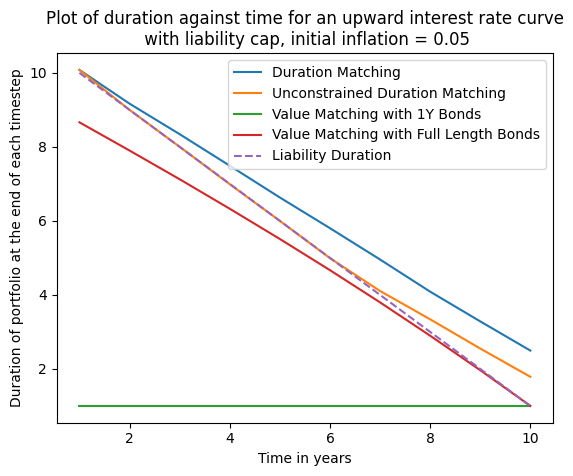 Plot of duration against time for an upward interest rate curve
with liability cap, initial inflation = 0.05
Duration Matching
Unconstrained Duration Matching
Value Matching with 1Y Bonds
Value Matching with Full Length Bonds
Liability Duration
Duration of portfolio at the end of each timestep
10
8
6
4
2
2
4
6
8
10
Time in years